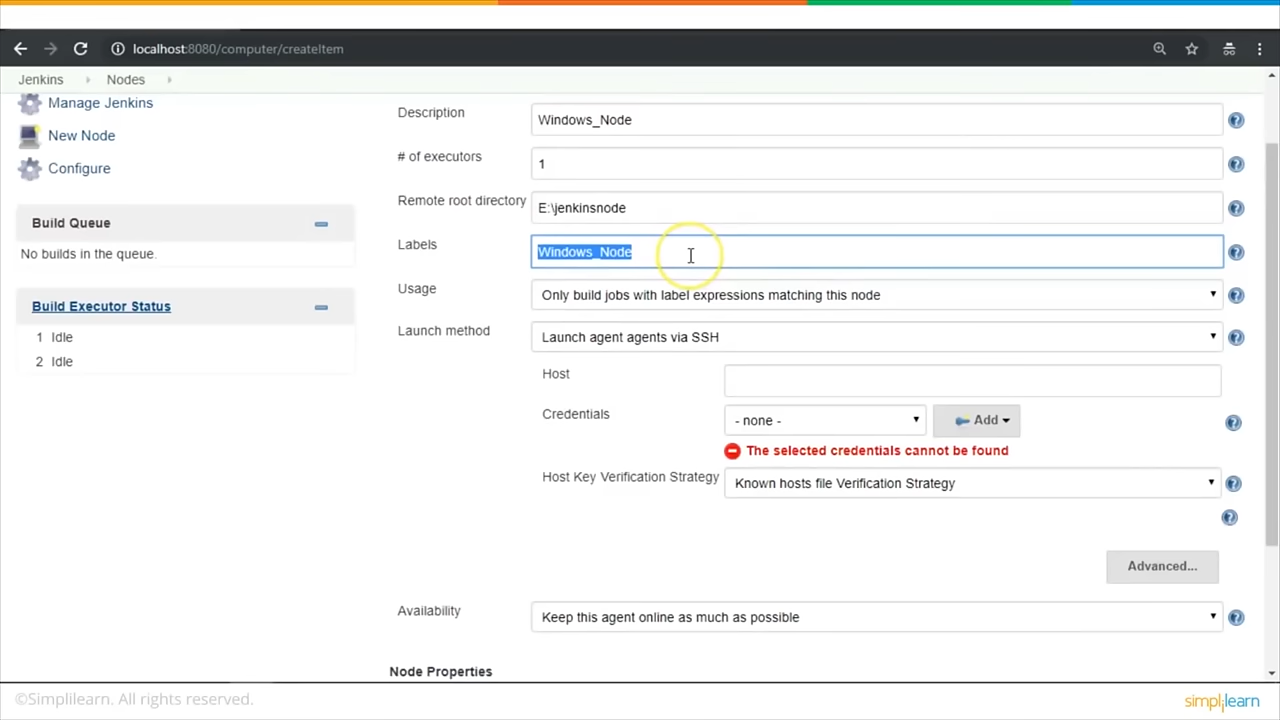 localhost:8080/computer/createItem
Jenkins Nodes
Manage Jenkins
New Node
Configure
Build Queue
No builds in the queue.
Build Executor Status
1 Idle
2 Idle
Description Windows_Node
# of executors 1
Remote root directory E:\jenkinsnode
Labels Windows_Node
Usage Only build jobs with label expressions matching this node
Launch method Launch agent agents via SSH
Host
Credentials - none - Add
The selected credentials cannot be found
Host Key Verification Strategy Known hosts file Verification Strategy
Advanced...
Availability Keep this agent online as much as possible
Node Properties
©Simplilearn. All rights reserved.
simplilearn